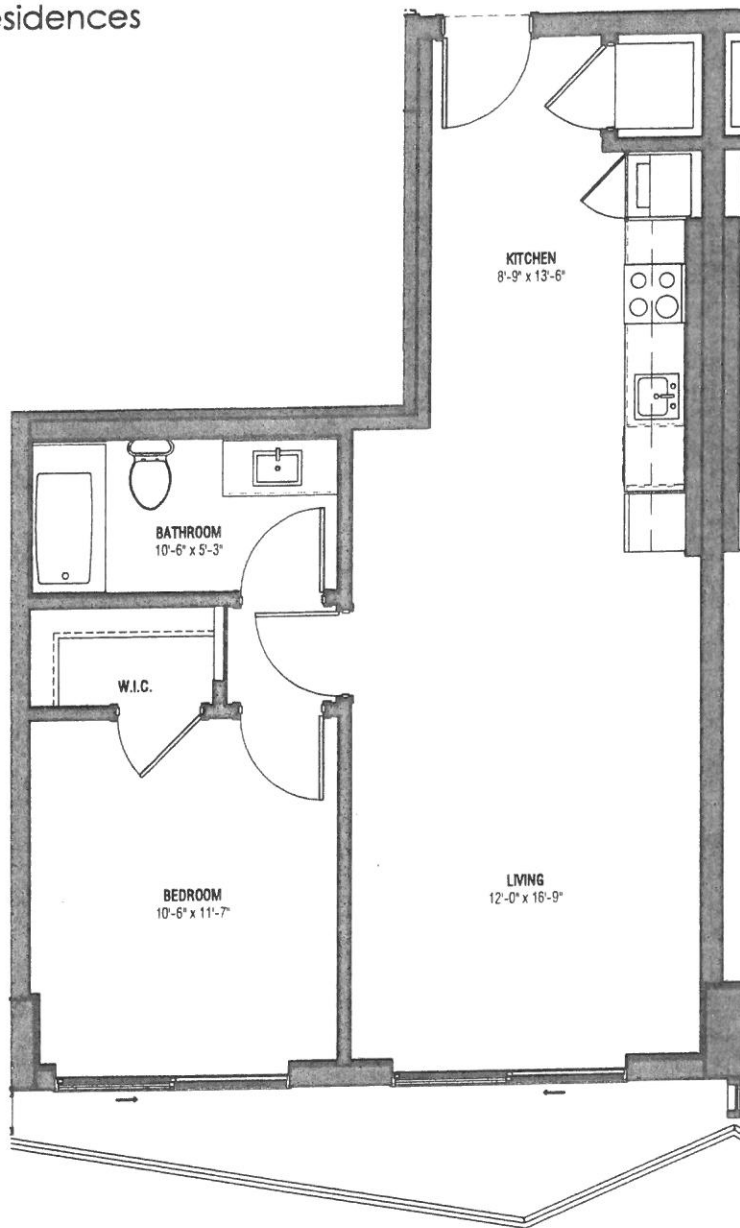 esidences
KITCHEN
8'-9" x 13'-6"
BATHROOM
10'-6" x 5'-3"
W.I.C.
BEDROOM
10'-6" x 11'-7"
LIVING
12'-0" x 16'-9"